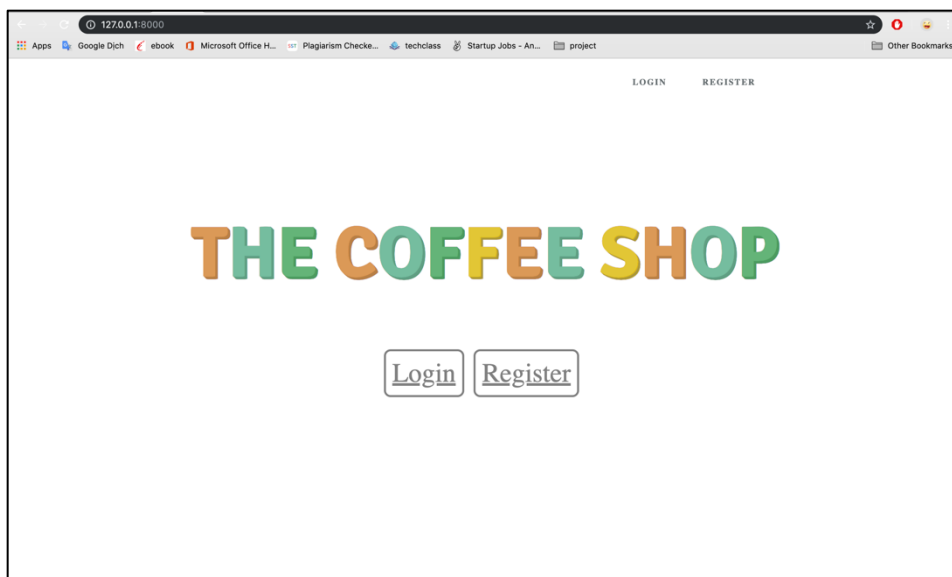 127.0.0.1:8000
Apps Google Dịch ebook Microsoft Office H... Plagiarism Checke... techclass Startup Jobs - An... project Other Bookmarks
LOGIN REGISTER
THE COFFEE SHOP
Login Register